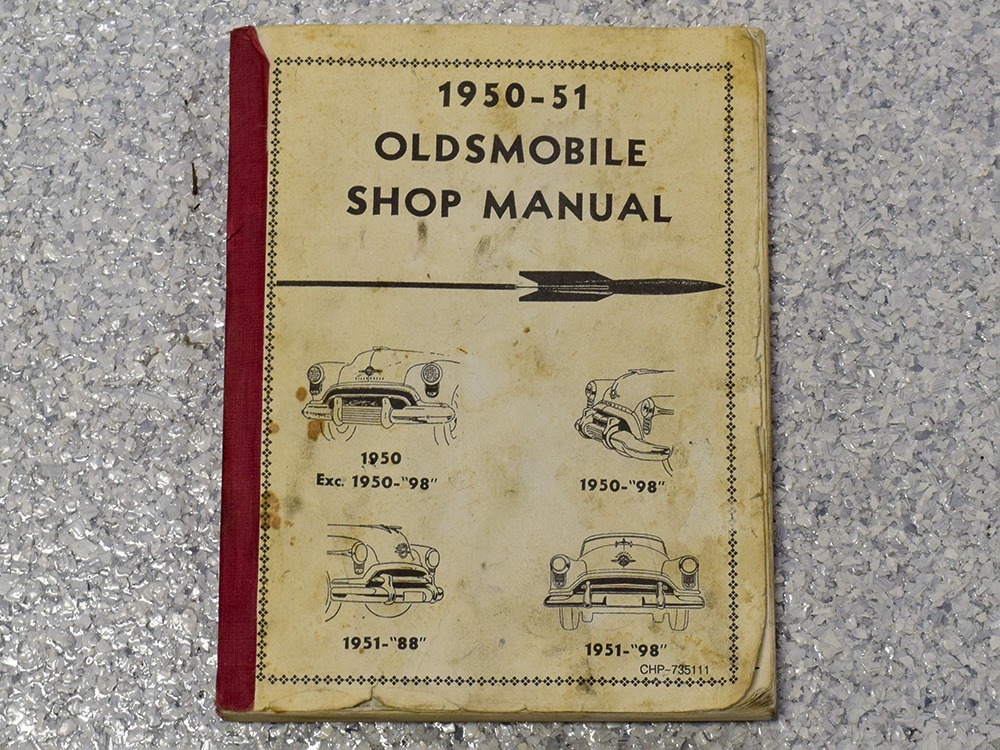 1950-51
OLDSMOBILE
SHOP MANUAL
1950
Exc. 1950-"98"
1950-"98"
1951-"88"
1951-"98"
CHP-735111